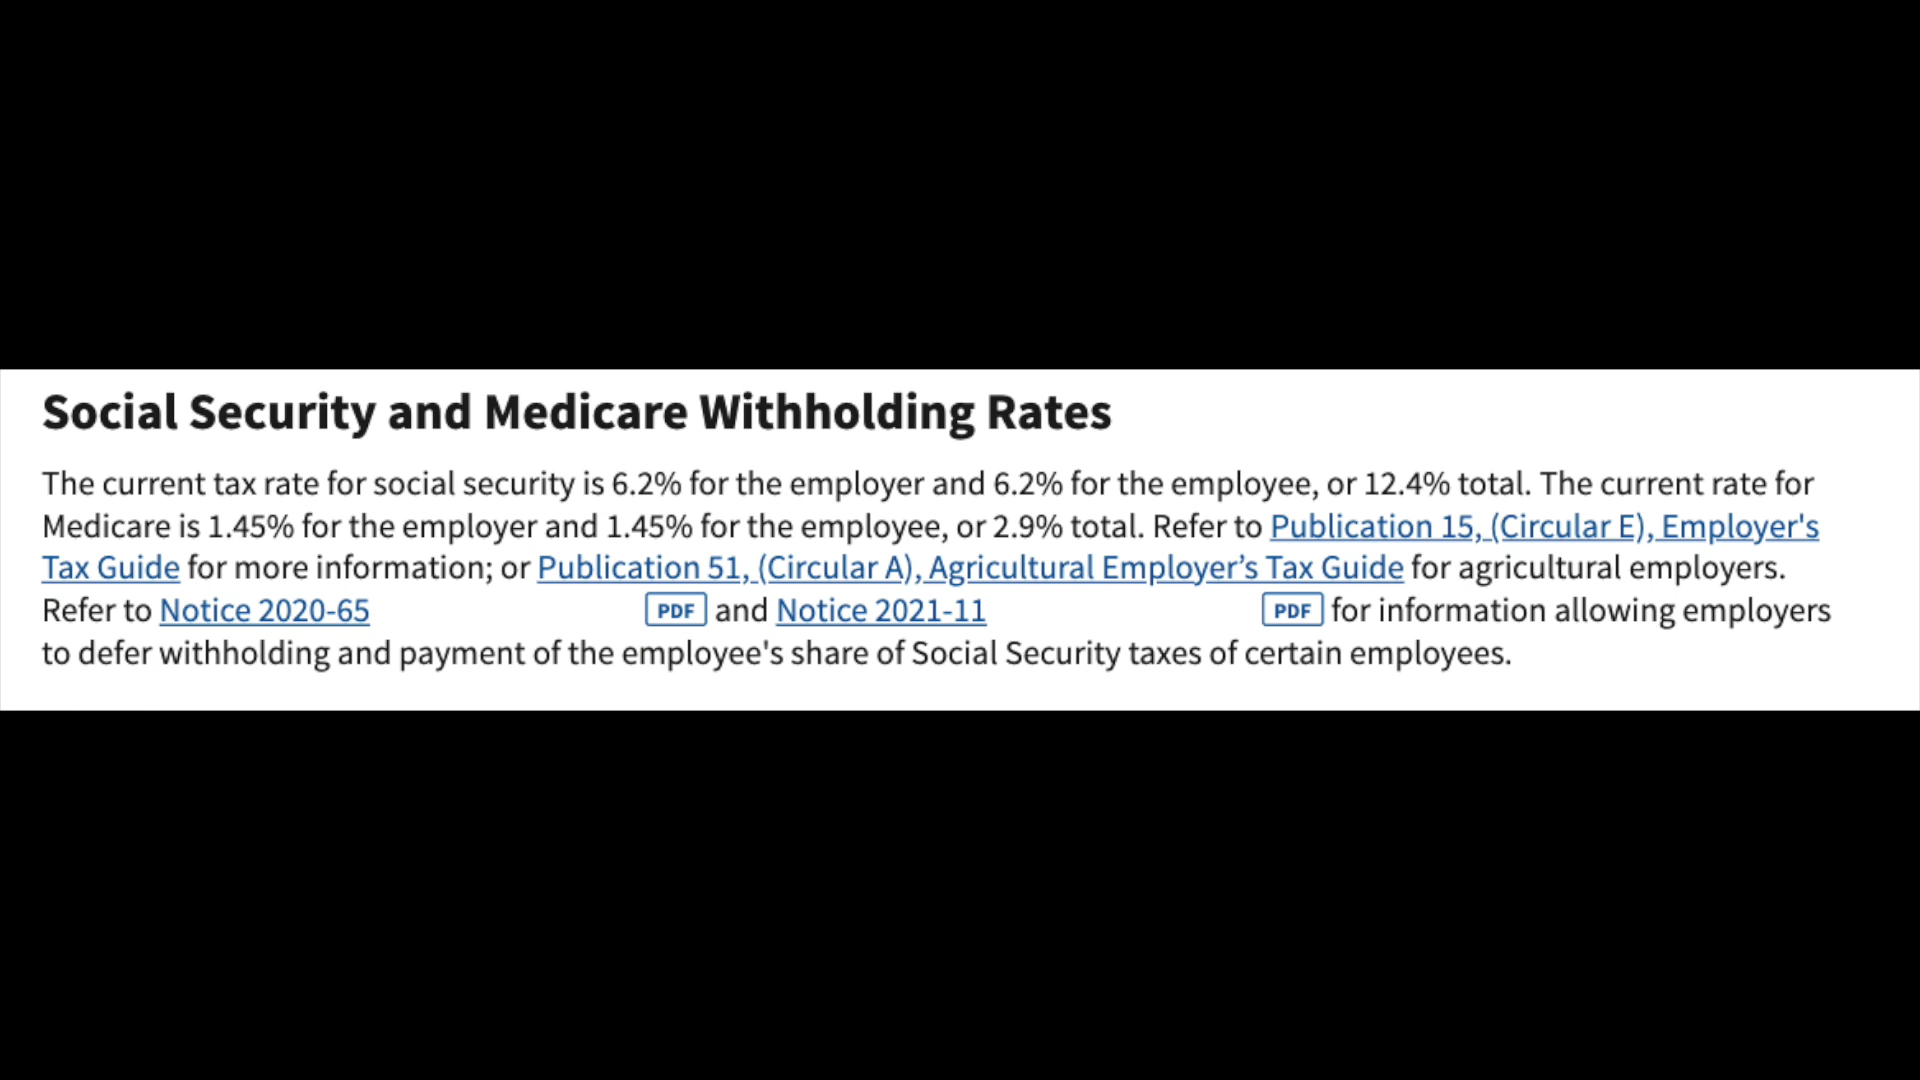 Social Security and Medicare Withholding Rates
The current tax rate for social security is 6.2% for the employer and 6.2% for the employee, or 12.4% total. The current rate for
Medicare is 1.45% for the employer and 1.45% for the employee, or 2.9% total. Refer to Publication 15, (Circular E), Employer's
Tax Guide for more information; or Publication 51, (Circular A), Agricultural Employer’s Tax Guide for agricultural employers.
Refer to Notice 2020-65 PDF and Notice 2021-11 PDF for information allowing employers
to defer withholding and payment of the employee's share of Social Security taxes of certain employees.